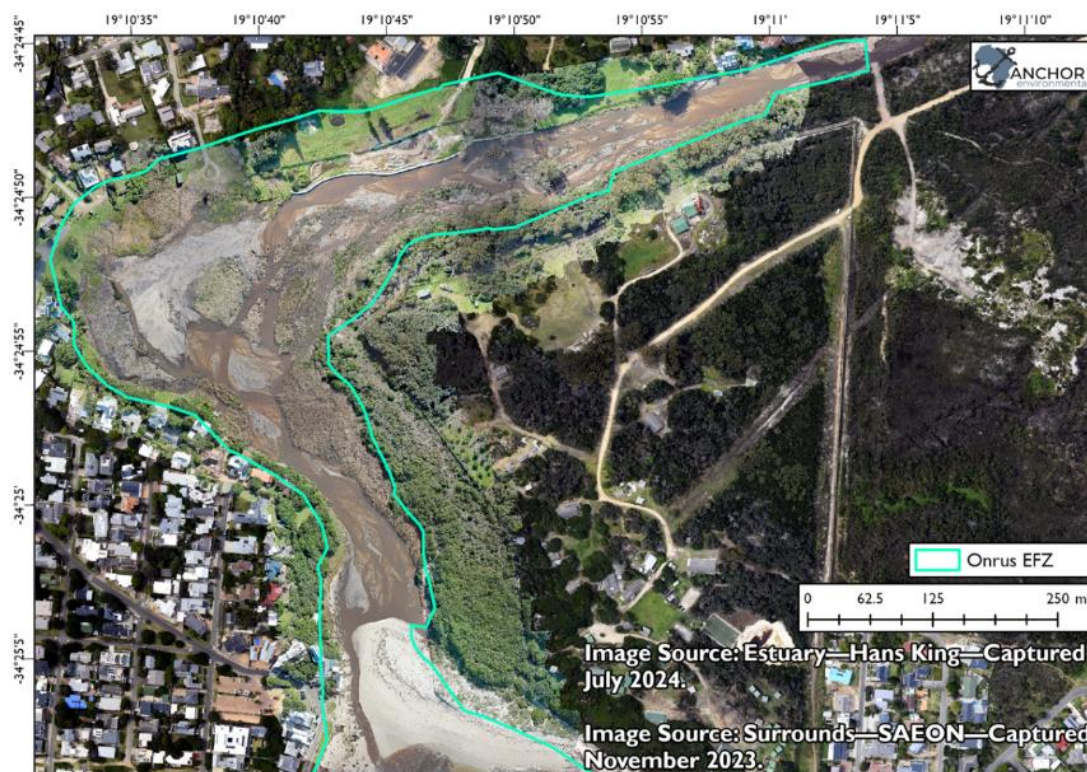 19°10'35" 19°10'40" 19°10'45" 19°10'50" 19°10'55" 19°11' 19°11'5" 19°11'10"
-34°24'45"
-34°24'50"
-34°24'55"
-34°25'
-34°25'5"
ANCHOR
environmental
Onrus EFZ
0 62.5 125 250 m
Image Source: Estuary—Hans King—Captured
July 2024.
Image Source: Surrounds—SAEON—Captured
November 2023.